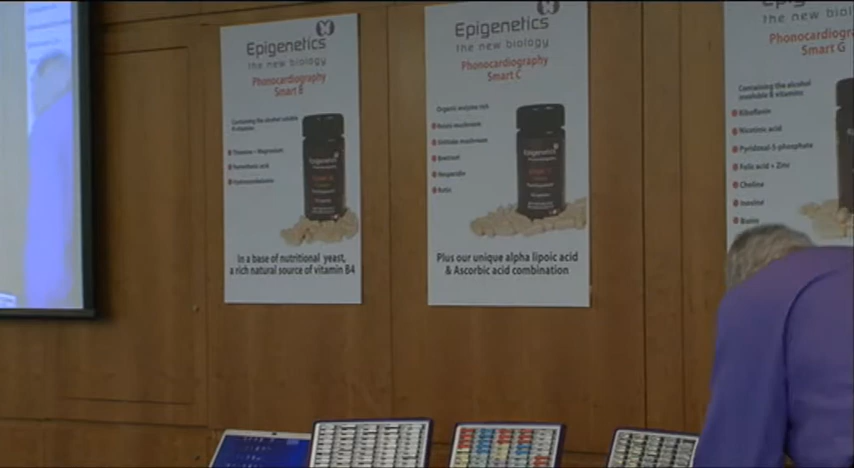 Epigenetics
the new biology
Phonocardiography
Smart B
Containing the alcohol soluble
B vitamins
Thiamine + Magnesium
Pantothenic acid
Epigenetics
In a base of nutritional yeast,
a rich natural source of vitamin B4
Epigenetics
the new biology
Phonocardiography
Smart C
Organic enzyme rich
Reishi mushroom
Shiitake mushroom
Beetroot
Hesperidin
Rutin
Epigenetics
Plus our unique alpha lipoic acid
& Ascorbic acid combination
the new biol
Phonocardiography
Smart G
Containing the alcohol
insoluble B vitamins
Riboflavin
Nicotinic acid
Pyridoxal-5-phosphate
Folic acid + Zinc
Choline
Inositol
Biotin